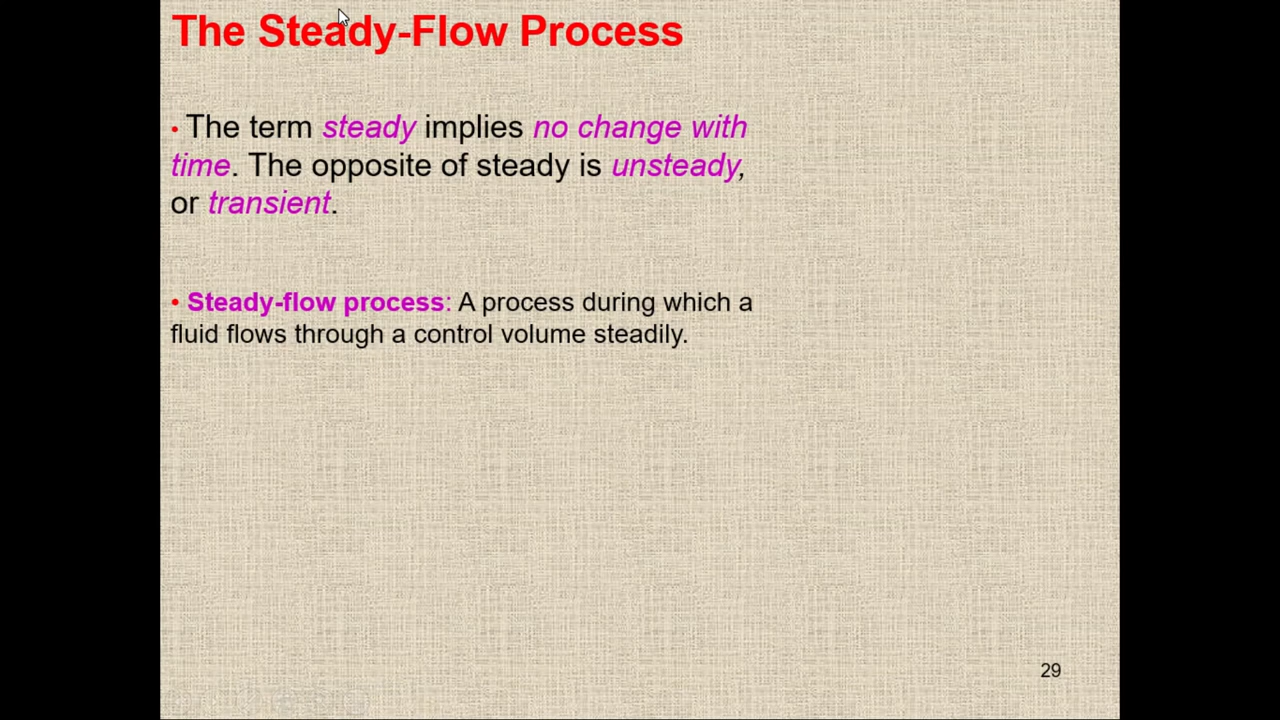 The Steady-Flow Process
• The term steady implies no change with
time. The opposite of steady is unsteady,
or transient.
• Steady-flow process: A process during which a
fluid flows through a control volume steadily.
29